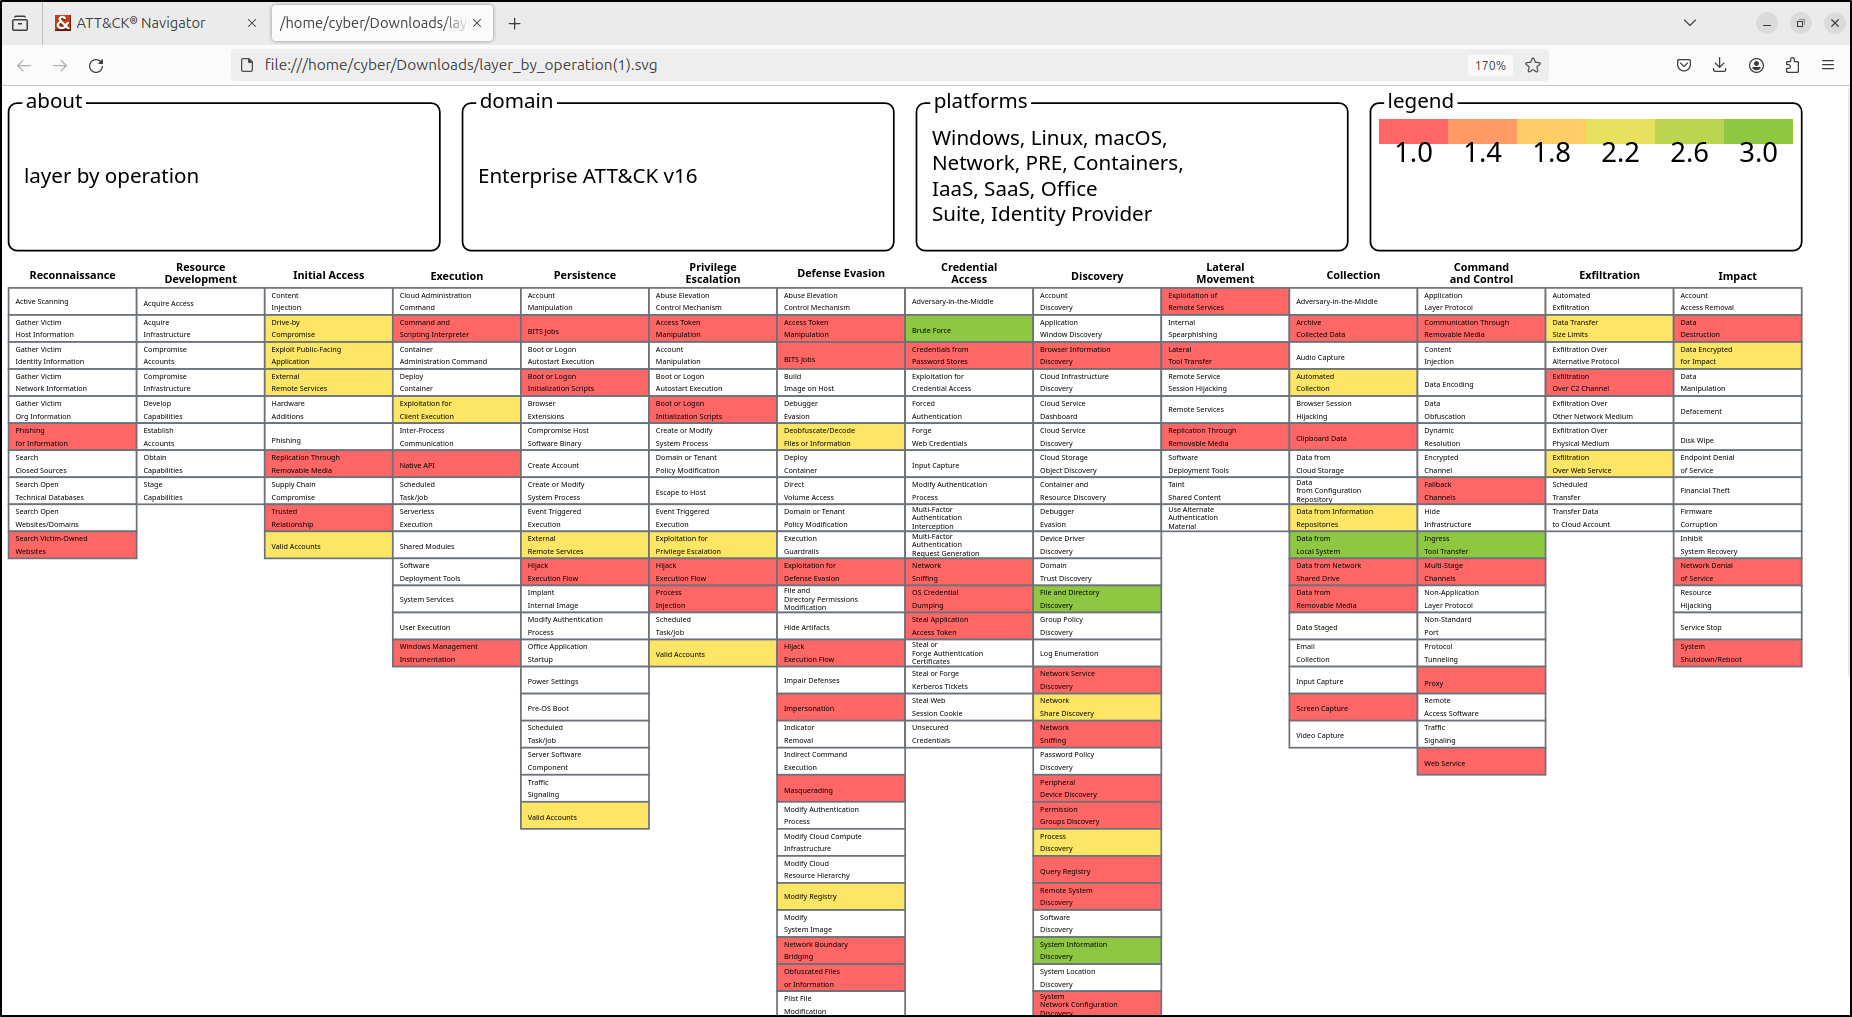 ATT&CK® Navigator
/home/cyber/Downloads/lay
file:///home/cyber/Downloads/layer_by_operation(1).svg
170%
about
layer by operation
domain
Enterprise ATT&CK v16
platforms
Windows, Linux, macOS,
Network, PRE, Containers,
IaaS, SaaS, Office
Suite, Identity Provider
legend
1.0 1.4 1.8 2.2 2.6 3.0
Reconnaissance
Active Scanning
Gather Victim
Host Information
Gather Victim
Identity Information
Gather Victim
Network Information
Gather Victim
Org Information
Phishing
for Information
Search
Closed Sources
Search Open
Technical Databases
Search Open
Websites/Domains
Search Victim-Owned
Websites
Resource
Development
Acquire Access
Acquire
Infrastructure
Compromise
Accounts
Compromise
Infrastructure
Develop
Capabilities
Establish
Accounts
Obtain
Capabilities
Stage
Capabilities
Initial Access
Content
Injection
Drive-by
Compromise
Exploit Public-Facing
Application
External
Remote Services
Hardware
Additions
Phishing
Replication Through
Removable Media
Supply Chain
Compromise
Trusted
Relationship
Valid Accounts
Execution
Cloud Administration
Command
Command and
Scripting Interpreter
Container
Administration Command
Deploy
Container
Exploitation for
Client Execution
Inter-Process
Communication
Native API
Scheduled
Task/Job
Serverless
Execution
Shared Modules
Software
Deployment Tools
System Services
User Execution
Windows Management
Instrumentation
Persistence
Account
Manipulation
BITS Jobs
Boot or Logon
Autostart Execution
Boot or Logon
Initialization Scripts
Browser
Extensions
Compromise Host
Software Binary
Create Account
Create or Modify
System Process
Event Triggered
Execution
External
Remote Services
Hijack
Execution Flow
Implant
Internal Image
Modify Authentication
Process
Office Application
Startup
Power Settings
Pre-OS Boot
Scheduled
Task/Job
Server Software
Component
Traffic
Signaling
Valid Accounts
Privilege
Escalation
Abuse Elevation
Control Mechanism
Access Token
Manipulation
Account
Manipulation
Boot or Logon
Autostart Execution
Boot or Logon
Initialization Scripts
Create or Modify
System Process
Domain or Tenant
Policy Modification
Escape to Host
Event Triggered
Execution
Exploitation for
Privilege Escalation
Hijack
Execution Flow
Process
Injection
Scheduled
Task/Job
Valid Accounts
Defense Evasion
Abuse Elevation
Control Mechanism
Access Token
Manipulation
BITS Jobs
Build
Image on Host
Debugger
Evasion
Deobfuscate/Decode
Files or Information
Deploy
Container
Direct
Volume Access
Domain or Tenant
Policy Modification
Execution
Guardrails
Exploitation for
Defense Evasion
File and
Directory Permissions
Modification
Hide Artifacts
Hijack
Execution Flow
Impair Defenses
Impersonation
Indicator
Removal
Indirect Command
Execution
Masquerading
Modify Authentication
Process
Modify Cloud Compute
Infrastructure
Modify Cloud
Resource Hierarchy
Modify Registry
Modify
System Image
Network Boundary
Bridging
Obfuscated Files
or Information
Plist File
Modification
Credential
Access
Adversary-in-the-Middle
Brute Force
Credentials from
Password Stores
Exploitation for
Credential Access
Forced
Authentication
Forge
Web Credentials
Input Capture
Modify Authentication
Process
Multi-Factor
Authentication
Interception
Multi-Factor
Authentication
Request Generation
Network
Sniffing
OS Credential
Dumping
Steal Application
Access Token
Steal or
Forge Authentication
Certificates
Steal or Forge
Kerberos Tickets
Steal Web
Session Cookie
Unsecured
Credentials
Discovery
Account
Discovery
Application
Window Discovery
Browser Information
Discovery
Cloud Infrastructure
Discovery
Cloud Service
Dashboard
Cloud Service
Discovery
Cloud Storage
Object Discovery
Container and
Resource Discovery
Debugger
Evasion
Device Driver
Discovery
Domain
Trust Discovery
File and Directory
Discovery
Group Policy
Discovery
Log Enumeration
Network Service
Discovery
Network
Share Discovery
Network
Sniffing
Password Policy
Discovery
Peripheral
Device Discovery
Permission
Groups Discovery
Process
Discovery
Query Registry
Remote System
Discovery
Software
Discovery
System Information
Discovery
System Location
Discovery
System
Network Configuration
Discovery
Lateral
Movement
Exploitation of
Remote Services
Internal
Spearphishing
Lateral
Tool Transfer
Remote Service
Session Hijacking
Remote Services
Replication Through
Removable Media
Software
Deployment Tools
Taint
Shared Content
Use Alternate
Authentication
Material
Collection
Adversary-in-the-Middle
Archive
Collected Data
Audio Capture
Automated
Collection
Browser Session
Hijacking
Clipboard Data
Data from
Cloud Storage
Data
from Configuration
Repository
Data from Information
Repositories
Data from
Local System
Data from Network
Shared Drive
Data from
Removable Media
Data Staged
Email
Collection
Input Capture
Screen Capture
Video Capture
Command
and Control
Application
Layer Protocol
Communication Through
Removable Media
Content
Injection
Data Encoding
Data
Obfuscation
Dynamic
Resolution
Encrypted
Channel
Fallback
Channels
Hide
Infrastructure
Ingress
Tool Transfer
Multi-Stage
Channels
Non-Application
Layer Protocol
Non-Standard
Port
Protocol
Tunneling
Proxy
Remote
Access Software
Traffic
Signaling
Web Service
Exfiltration
Automated
Exfiltration
Data Transfer
Size Limits
Exfiltration Over
Alternative Protocol
Exfiltration
Over C2 Channel
Exfiltration Over
Other Network Medium
Exfiltration Over
Physical Medium
Exfiltration
Over Web Service
Scheduled
Transfer
Transfer Data
to Cloud Account
Impact
Account
Access Removal
Data
Destruction
Data Encrypted
for Impact
Data
Manipulation
Defacement
Disk Wipe
Endpoint Denial
of Service
Financial Theft
Firmware
Corruption
Inhibit
System Recovery
Network Denial
of Service
Resource
Hijacking
Service Stop
System
Shutdown/Reboot